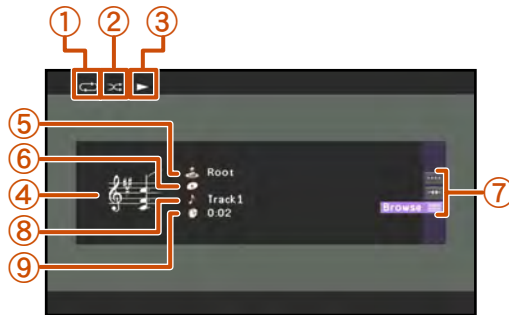 ① ② ③
⑤ Root
⑥
④ Track1 ⑦
⑧ 0:02 Browse
⑨